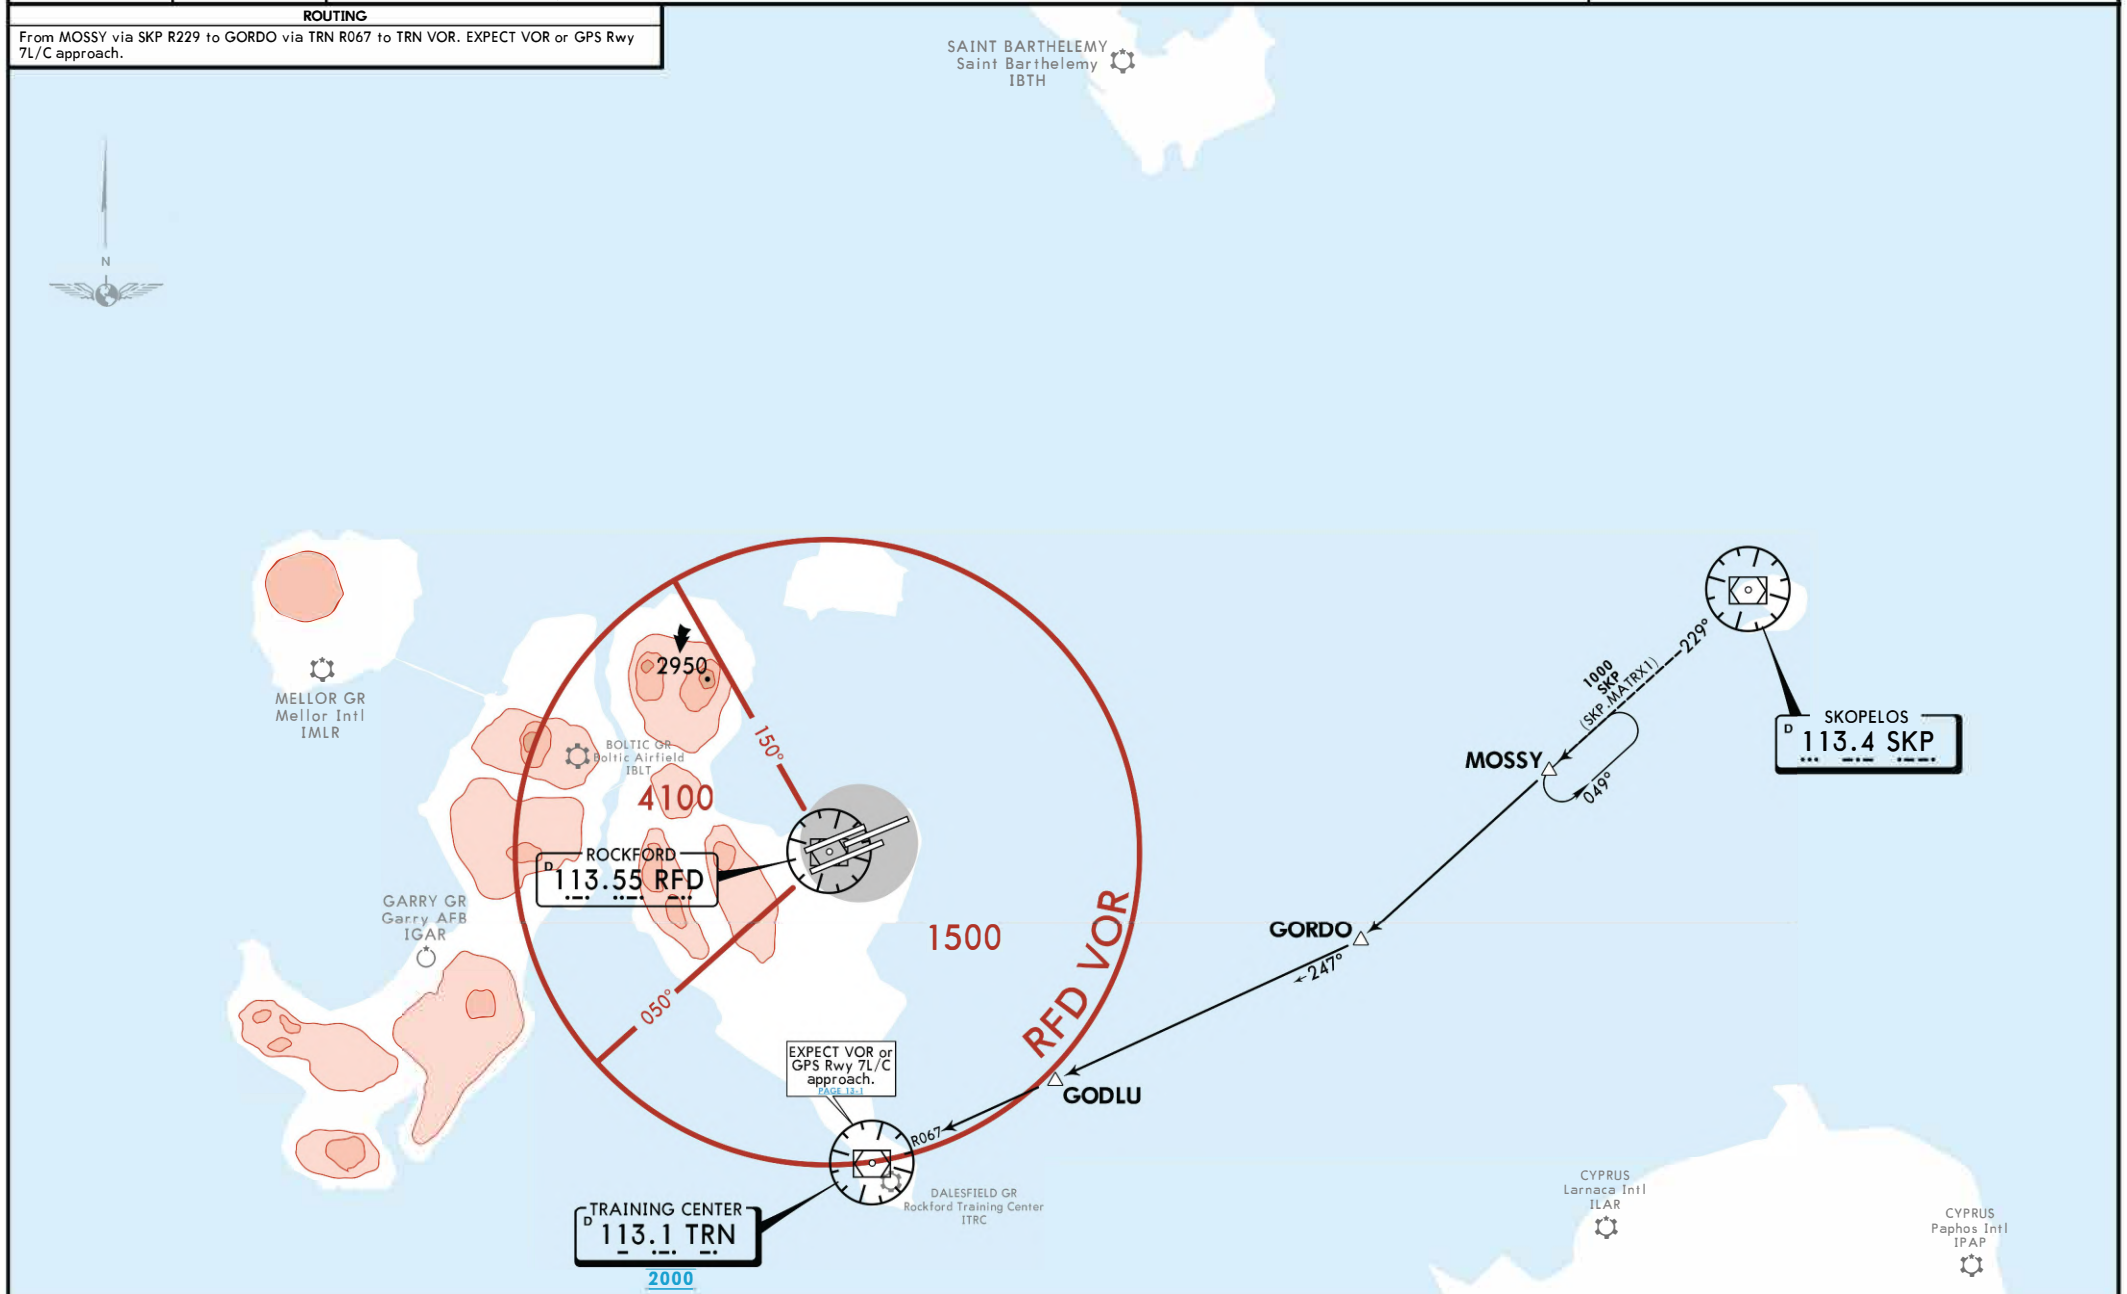 ROUTING
From MOSSY via SKP R229 to GORDO via TRN R067 to TRN VOR. EXPECT VOR or GPS Rwy
7L/C approach.
SAINT BARTHELEMY
Saint Barthelemy
IBTH
N
MELLOR GR
Mellor Intl
IMLR
2950
150°
BOLTIC GR
Boltic Airfield
IBLT
4100
D
ROCKFORD
113.55 RFD
GARRY GR
Garry AFB
IGAR
050°
1500
RFD VOR
229°
1000
SKP
(SKP.MATRX1)
MOSSY
049°
D
SKOPELOS
113.4 SKP
GORDO
247°
GODLU
R067
EXPECT VOR or
GPS Rwy 7L/C
approach.
PAGE 13-1
DALESFIELD GR
Rockford Training Center
ITRC
D
TRAINING CENTER
113.1 TRN
2000
CYPRUS
Larnaca Intl
ILAR
CYPRUS
Paphos Intl
IPAP